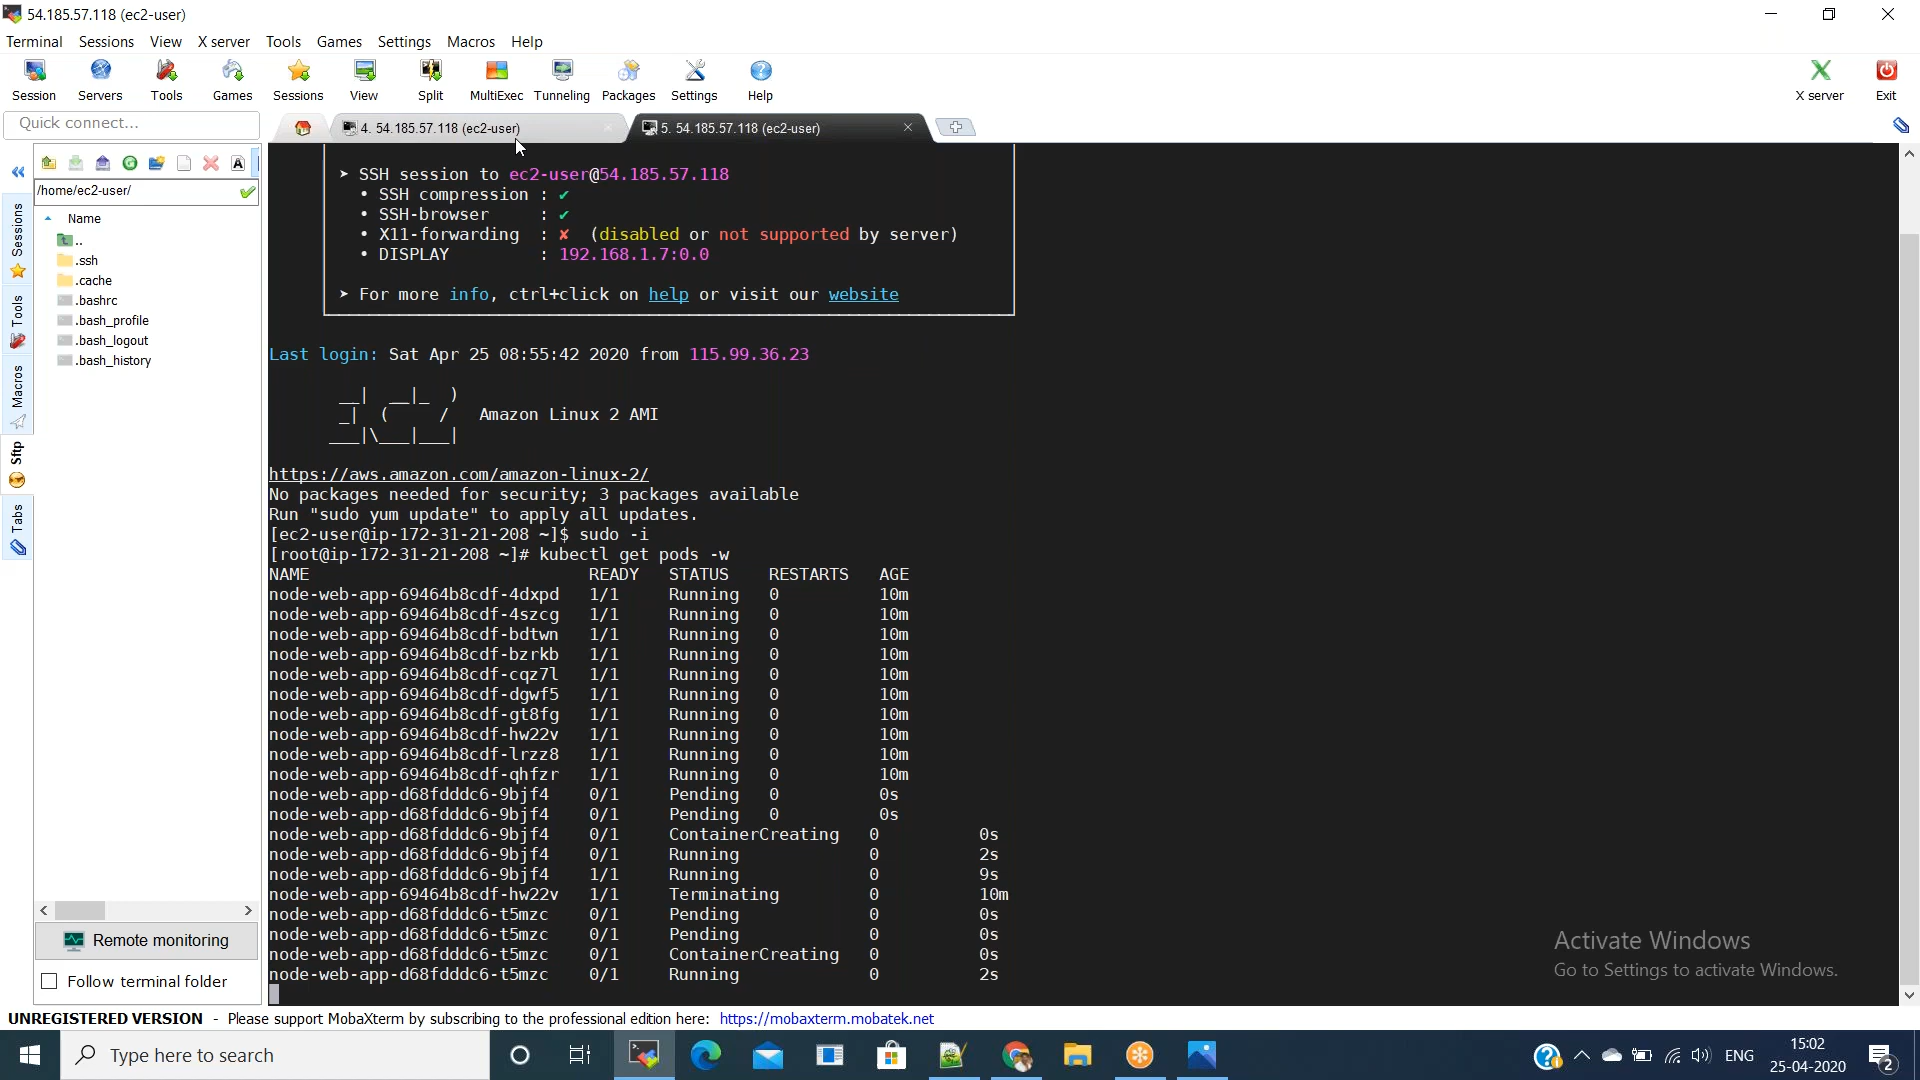 54.185.57.118 (ec2-user)
Terminal Sessions View X server Tools Games Settings Macros Help
Session Servers Tools Games Sessions View Split MultiExec Tunneling Packages Settings Help X server Exit
Quick connect...
4. 54.185.57.118 (ec2-user)
5. 54.185.57.118 (ec2-user)
/home/ec2-user/
Name
..
.ssh
.cache
.bashrc
.bash_profile
.bash_logout
.bash_history
Sessions
Tools
Macros
Sftp
Tabs
Remote monitoring
Follow terminal folder
➤ SSH session to ec2-user@54.185.57.118
• SSH compression : ✔
• SSH-browser : ✔
• X11-forwarding : ✘ (disabled or not supported by server)
• DISPLAY : 192.168.1.7:0.0
➤ For more info, ctrl+click on help or visit our website
Last login: Sat Apr 25 08:55:42 2020 from 115.99.36.23
__| __|_ )
_| ( / Amazon Linux 2 AMI
___|\___|___|
https://aws.amazon.com/amazon-linux-2/
No packages needed for security; 3 packages available
Run "sudo yum update" to apply all updates.
[ec2-user@ip-172-31-21-208 ~]$ sudo -i
[root@ip-172-31-21-208 ~]# kubectl get pods -w
NAME READY STATUS RESTARTS AGE
node-web-app-69464b8cdf-4dxpd 1/1 Running 0 10m
node-web-app-69464b8cdf-4szcg 1/1 Running 0 10m
node-web-app-69464b8cdf-bdtwn 1/1 Running 0 10m
node-web-app-69464b8cdf-bzrkb 1/1 Running 0 10m
node-web-app-69464b8cdf-cqz7l 1/1 Running 0 10m
node-web-app-69464b8cdf-dgwf5 1/1 Running 0 10m
node-web-app-69464b8cdf-gt8fg 1/1 Running 0 10m
node-web-app-69464b8cdf-hw22v 1/1 Running 0 10m
node-web-app-69464b8cdf-lrzz8 1/1 Running 0 10m
node-web-app-69464b8cdf-qhfzr 1/1 Running 0 10m
node-web-app-d68fdddc6-9bjf4 0/1 Pending 0 0s
node-web-app-d68fdddc6-9bjf4 0/1 Pending 0 0s
node-web-app-d68fdddc6-9bjf4 0/1 ContainerCreating 0 0s
node-web-app-d68fdddc6-9bjf4 0/1 Running 0 2s
node-web-app-d68fdddc6-9bjf4 1/1 Running 0 9s
node-web-app-69464b8cdf-hw22v 1/1 Terminating 0 10m
node-web-app-d68fdddc6-t5mzc 0/1 Pending 0 0s
node-web-app-d68fdddc6-t5mzc 0/1 Pending 0 0s
node-web-app-d68fdddc6-t5mzc 0/1 ContainerCreating 0 0s
node-web-app-d68fdddc6-t5mzc 0/1 Running 0 2s
Activate Windows
Go to Settings to activate Windows.
UNREGISTERED VERSION - Please support MobaXterm by subscribing to the professional edition here: https://mobaxterm.mobatek.net
Type here to search
ENG
15:02
25-04-2020
2